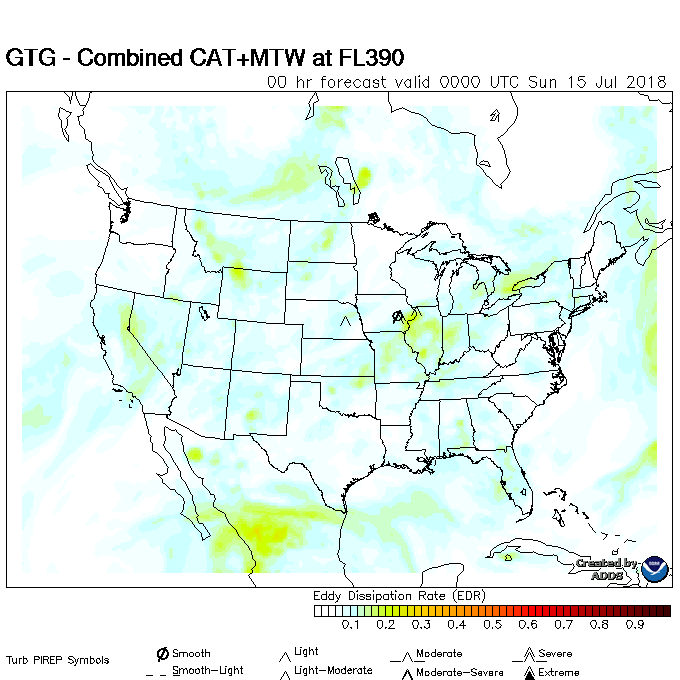 GTG - Combined CAT+MTW at FL390
00 hr forecast valid 0000 UTC Sun 15 Jul 2018
Created by
ADDS
Eddy Dissipation Rate (EDR)
0.1 0.2 0.3 0.4 0.5 0.6 0.7 0.8 0.9
Turb PIREP Symbols
Smooth Light Moderate Severe
Smooth-Light Light-Moderate Moderate-Severe Extreme